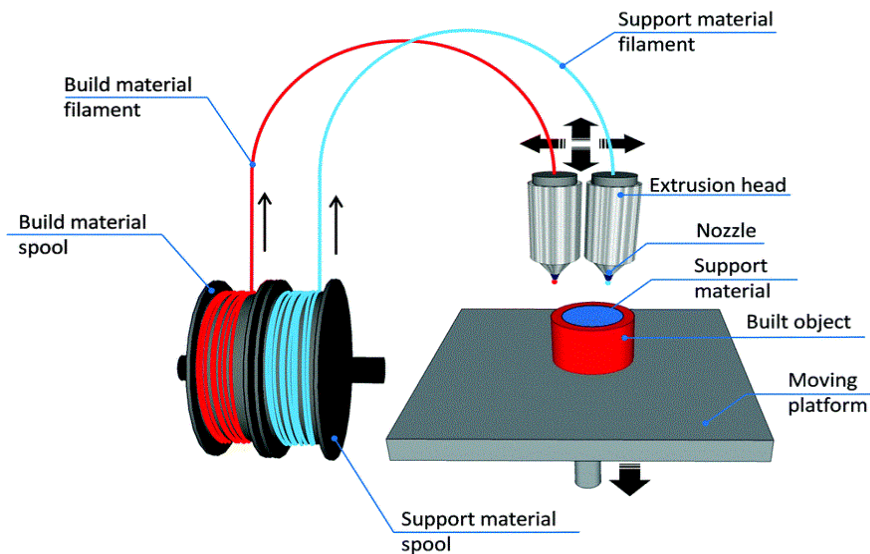 Support material
filament
Build material
filament
Extrusion head
Build material
spool
Nozzle
Support
material
Built object
Moving
platform
Support material
spool